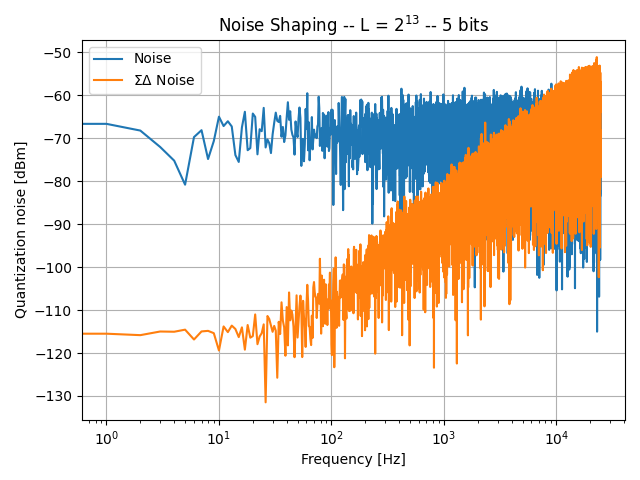 Noise Shaping -- L = 2¹³ -- 5 bits
Noise
ΣΔ Noise
Quantization noise [dBm]
−50
−60
−70
−80
−90
−100
−110
−120
−130
10⁰ 10¹ 10² 10³ 10⁴
Frequency [Hz]